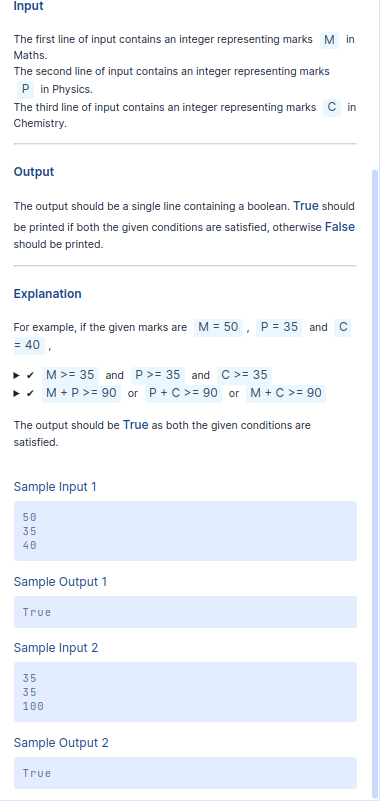 Input
The first line of input contains an integer representing marks M in
Maths.
The second line of input contains an integer representing marks
P in Physics.
The third line of input contains an integer representing marks C in
Chemistry.
Output
The output should be a single line containing a boolean. True should
be printed if both the given conditions are satisfied, otherwise False
should be printed.
Explanation
For example, if the given marks are M = 50 , P = 35 and C
= 40 ,
▶ ✔ M >= 35 and P >= 35 and C >= 35
▶ ✔ M + P >= 90 or P + C >= 90 or M + C >= 90
The output should be True as both the given conditions are
satisfied.
Sample Input 1
50
35
40
Sample Output 1
True
Sample Input 2
35
35
100
Sample Output 2
True